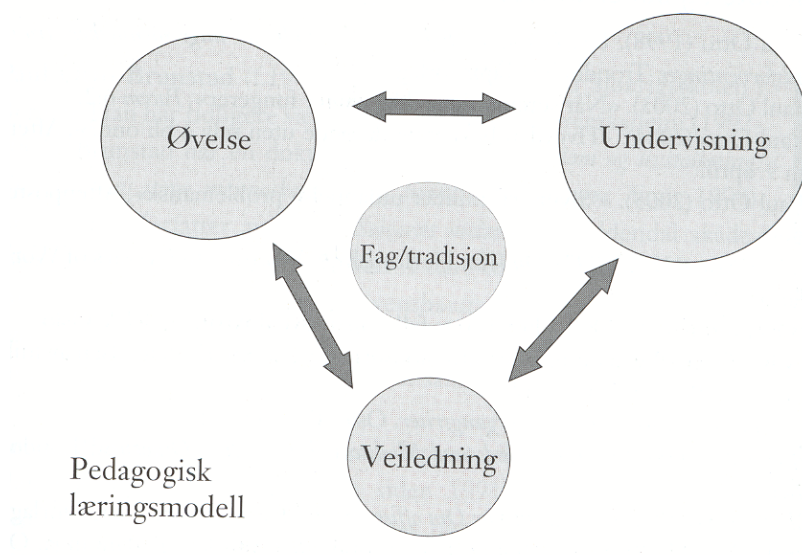 Øvelse
Undervisning
Fag/tradisjon
Veiledning
Pedagogisk
læringsmodell